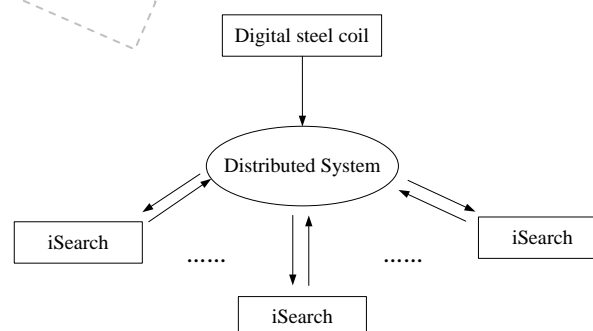 Digital steel coil
Distributed System
iSearch
iSearch
……
……
iSearch